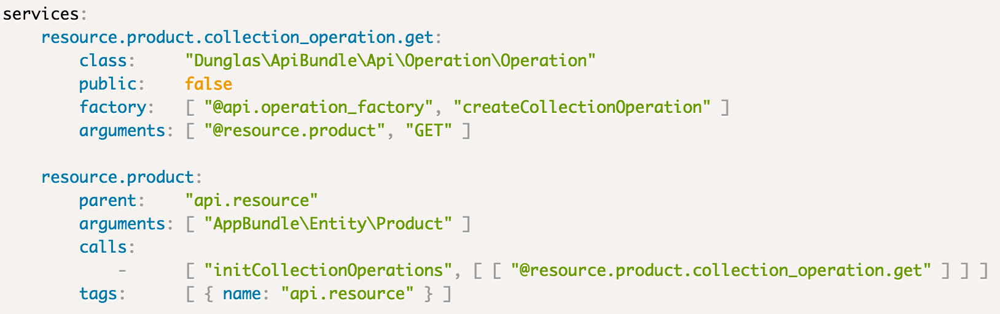 services:
    resource.product.collection_operation.get:
        class:     "Dunglas\ApiBundle\Api\Operation\Operation"
        public:    false
        factory:   [ "@api.operation_factory", "createCollectionOperation" ]
        arguments: [ "@resource.product", "GET" ]

    resource.product:
        parent:    "api.resource"
        arguments: [ "AppBundle\Entity\Product" ]
        calls:
            -      [ "initCollectionOperations", [ [ "@resource.product.collection_operation.get" ] ] ]
        tags:      [ { name: "api.resource" } ]